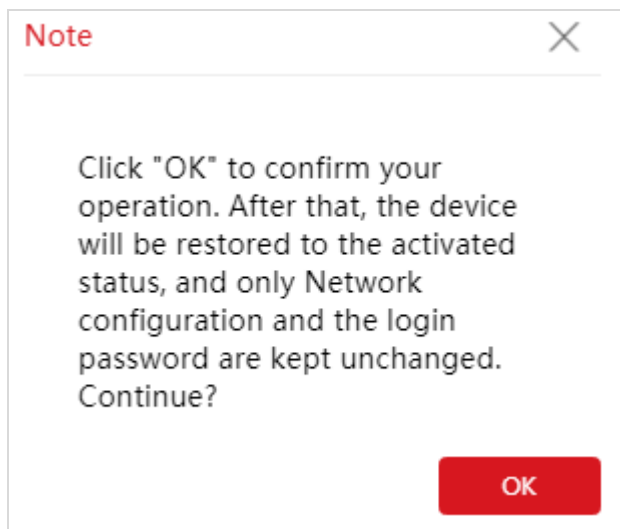 Note
Click "OK" to confirm your
operation. After that, the device
will be restored to the activated
status, and only Network
configuration and the login
password are kept unchanged.
Continue?
OK